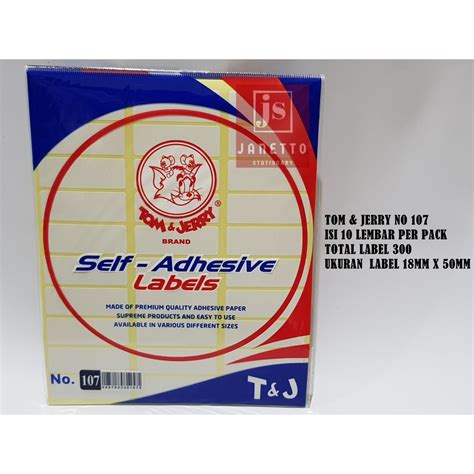 js
JANETTO
STATIONERY
TOM & JERRY
BRAND
Self - Adhesive
Labels
MADE OF PREMIUM QUALITY ADHESIVE PAPER
SUPREME PRODUCTS AND EASY TO USE
AVAILABLE IN VARIOUS DIFFERENT SIZES
No. 107
T&J
TOM & JERRY NO 107
ISI 10 LEMBAR PER PACK
TOTAL LABEL 300
UKURAN LABEL 18MM X 50MM